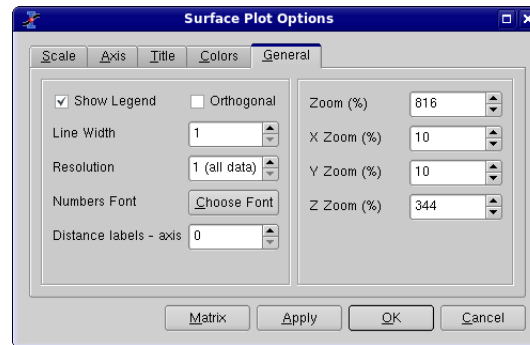 Surface Plot Options
Scale Axis Title Colors General
Show Legend Orthogonal
Line Width 1
Resolution 1 (all data)
Numbers Font Choose Font
Distance labels - axis 0
Zoom (%) 816
X Zoom (%) 10
Y Zoom (%) 10
Z Zoom (%) 344
Matrix Apply OK Cancel